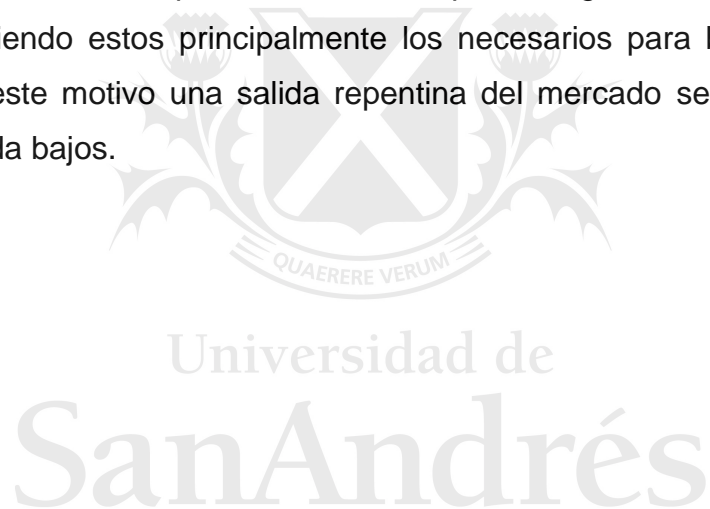 iendo estos principalmente los necesarios para
este motivo una salida repentina del mercado se
da bajos.
QUAERERE VERUM
Universidad de
SanAndrés